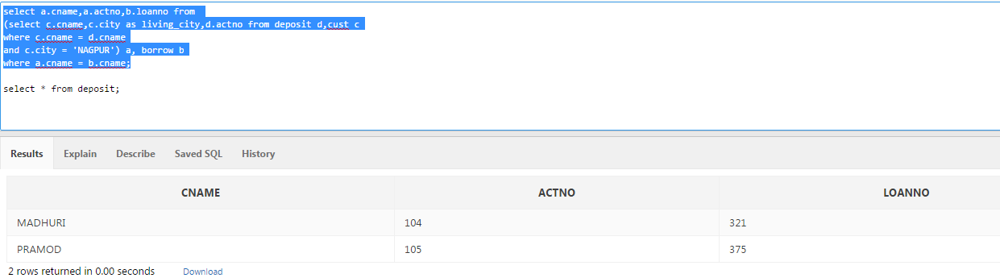 select a.cname,a.actno,b.loanno from
(select c.cname,c.city as living_city,d.actno from deposit d,cust c
where c.cname = d.cname
and c.city = 'NAGPUR') a, borrow b
where a.cname = b.cname;
select * from deposit;
Results Explain Describe Saved SQL History
CNAME ACTNO LOANNO
MADHURI 104 321
PRAMOD 105 375
2 rows returned in 0.00 seconds Download